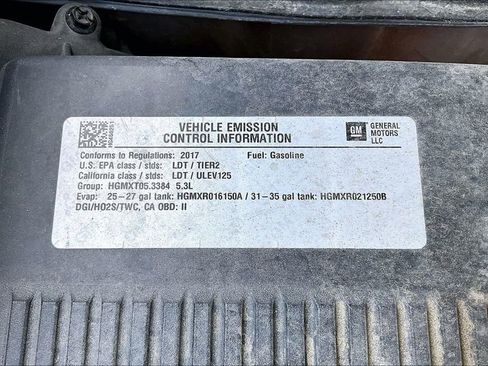 VEHICLE EMISSION
CONTROL INFORMATION
GM
GENERAL
MOTORS
LLC
Conforms to Regulations: 2017 Fuel: Gasoline
U.S. EPA class / stds: LDT / TIER2
California class / stds: LDT / ULEV125
Group: HGMXT05.3384 5.3L
Evap: 25-27 gal tank: HGMXR016150A / 31-35 gal tank: HGMXR021250B
DGI/HO2S/TWC, CA OBD: II